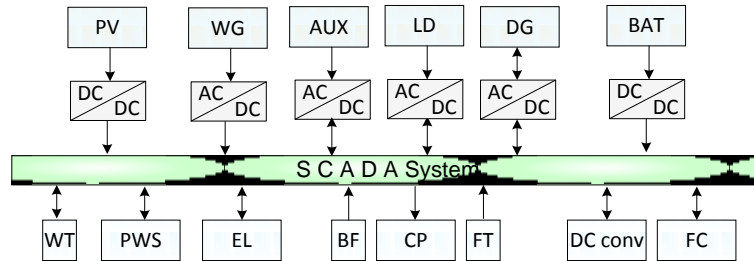 PV WG AUX LD DG BAT
DC AC AC AC AC DC
DC DC DC DC DC DC
S C A D A System
WT PWS EL BF CP FT DC conv FC